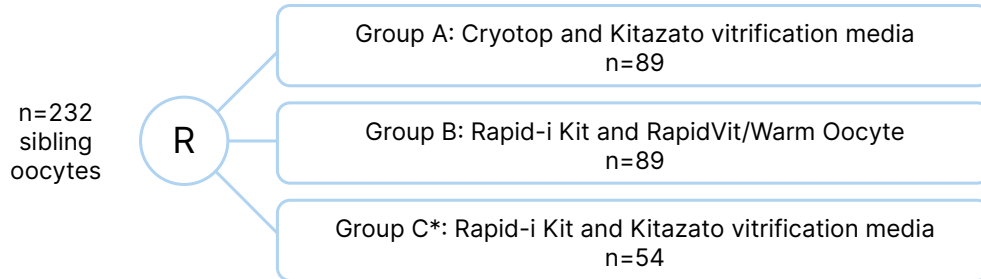 n=232
sibling
oocytes
R
Group A: Cryotop and Kitazato vitrification media
n=89
Group B: Rapid-i Kit and RapidVit/Warm Oocyte
n=89
Group C*: Rapid-i Kit and Kitazato vitrification media
n=54